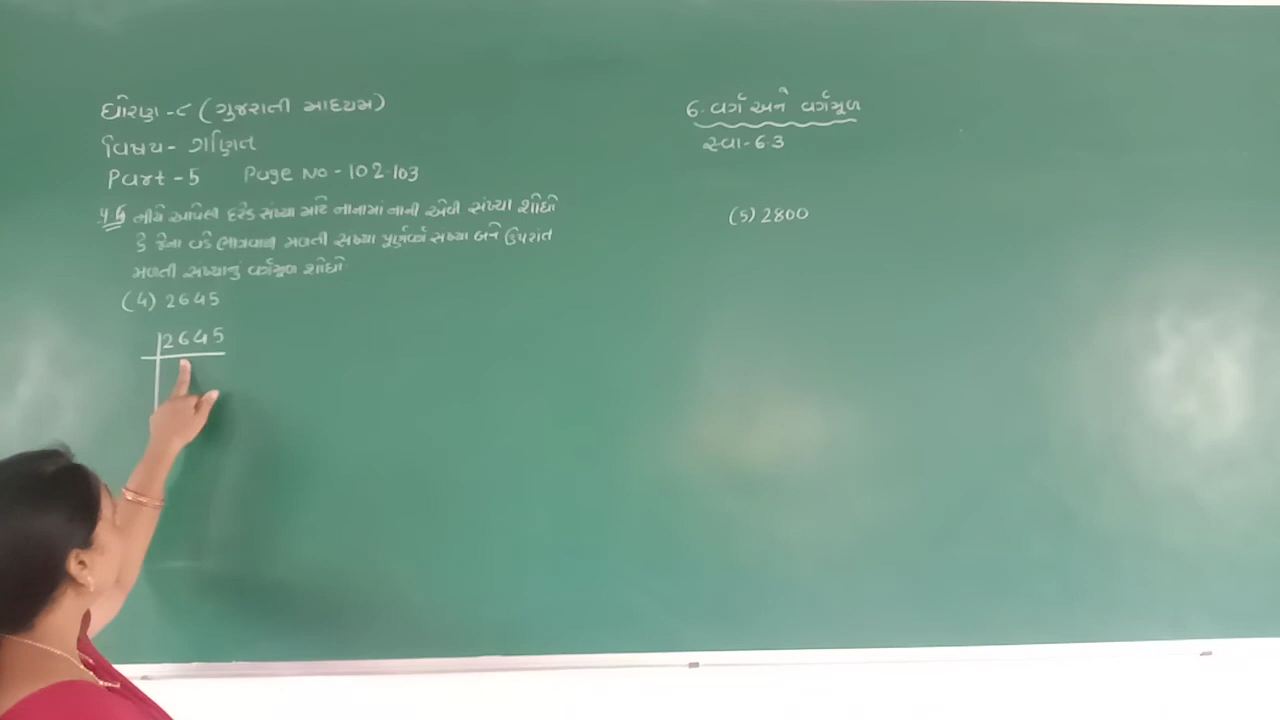 ધોરણ - ૮ (ગુજરાતી માધ્યમ)
વિષય - ગણિત
Part - 5 Page No - 102-103
નીચે આપેલી દરેક સંખ્યા માટે નાનામાં નાની એવી સંખ્યા શોધો
કે જેના વડે ભાગવાથી મળતી સંખ્યા પુર્ણવર્ગ સંખ્યા બને ઉપરાંત
મળતી સંખ્યાનું વર્ગમૂળ શોધો
(4) 2645
2645
6. વર્ગ અને વર્ગમૂળ
સ્વા - 6.3
(5) 2800